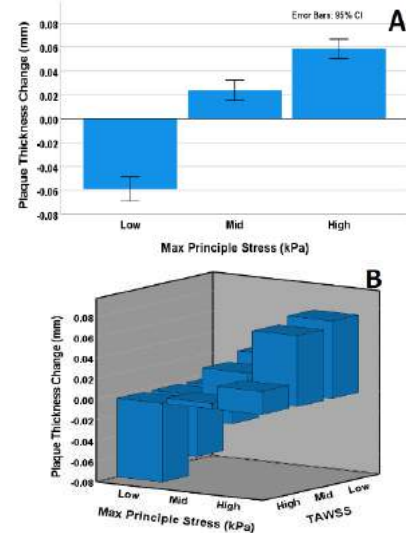 Error Bars: 95% CI
A
Plaque Thickness Change (mm)
0.08
0.06
0.04
0.02
0.00
-0.02
-0.04
-0.06
-0.08
Low Mid High
Max Principle Stress (kPa)
B
Plaque Thickness Change (mm)
0.08
0.06
0.04
0.02
0.00
-0.02
-0.04
-0.06
-0.08
Low Mid High
Max Principle Stress (kPa)
High Mid Low
TAWSS